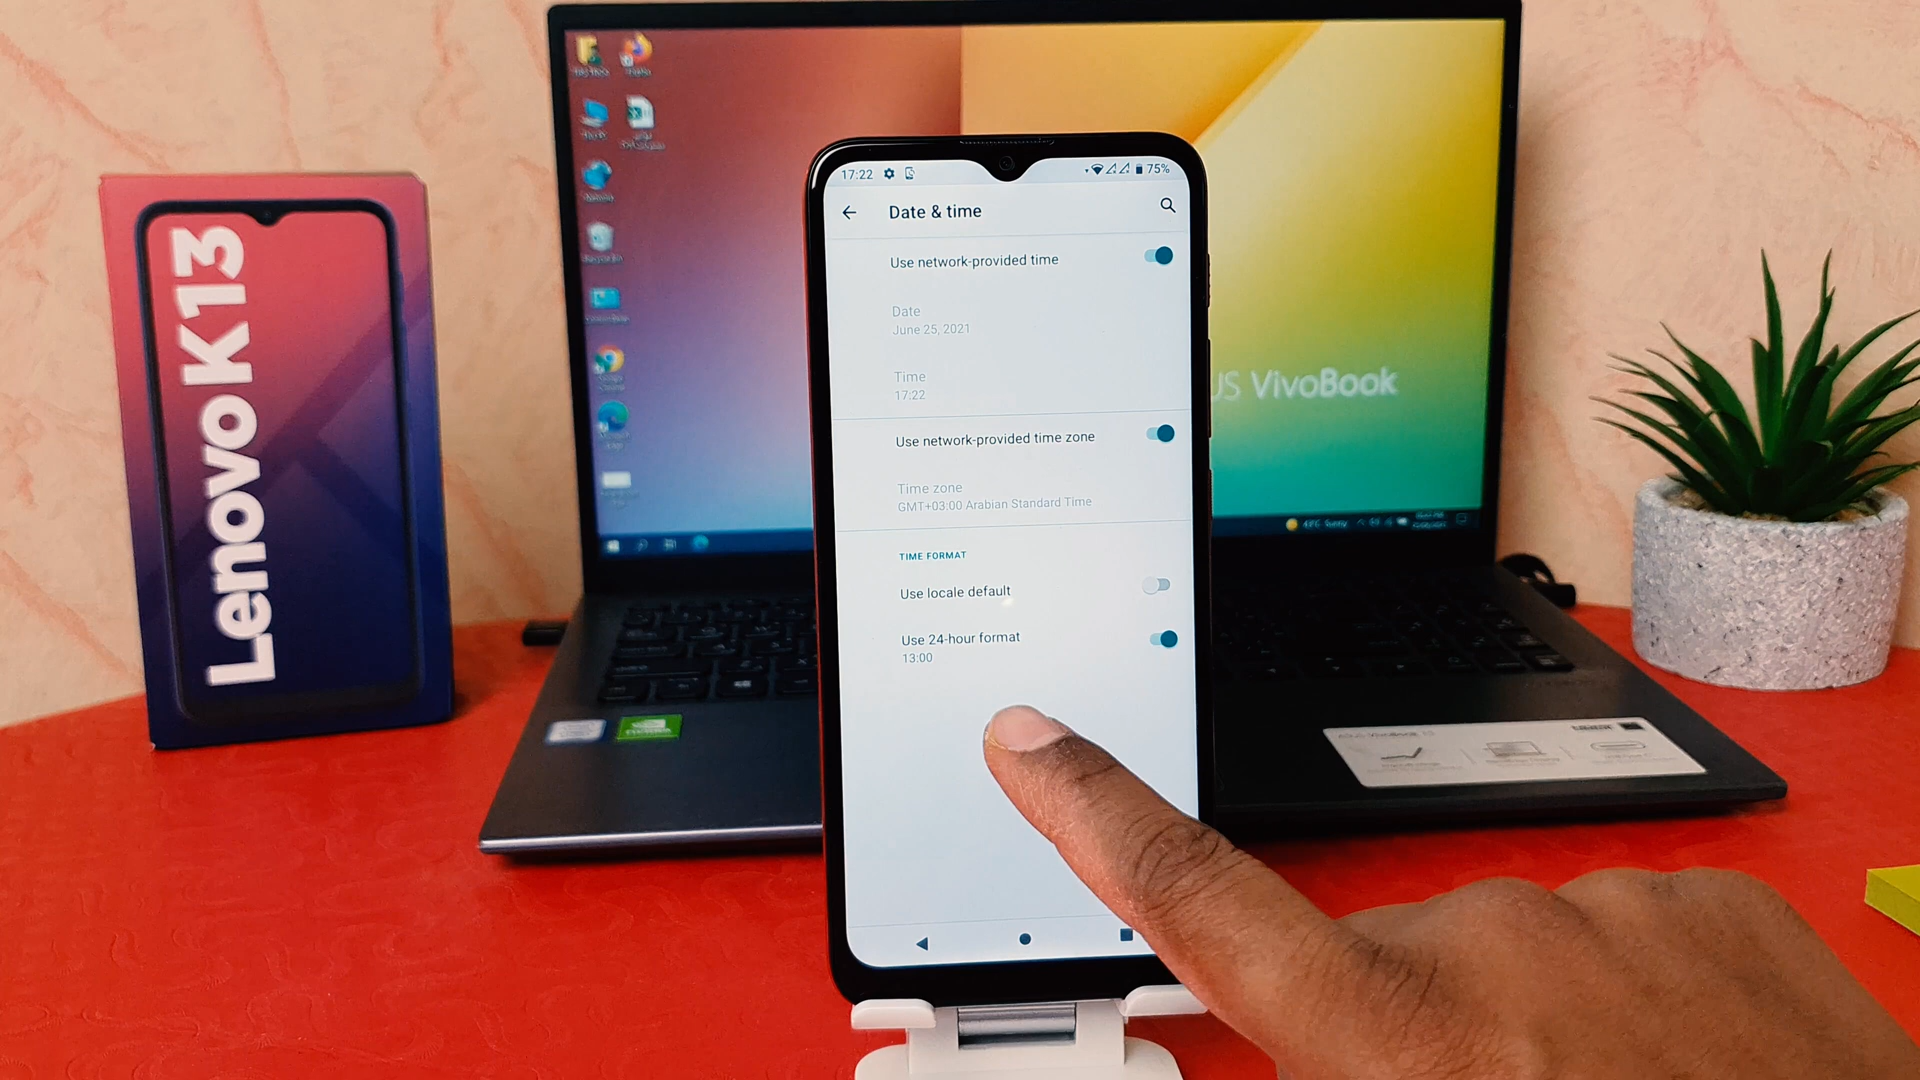 Lenovo K13
17:22
75%
Date & time
Use network-provided time
Date
June 25, 2021
Time
17:22
Use network-provided time zone
Time zone
GMT+03:00 Arabian Standard Time
TIME FORMAT
Use locale default
Use 24-hour format
13:00
US VivoBook